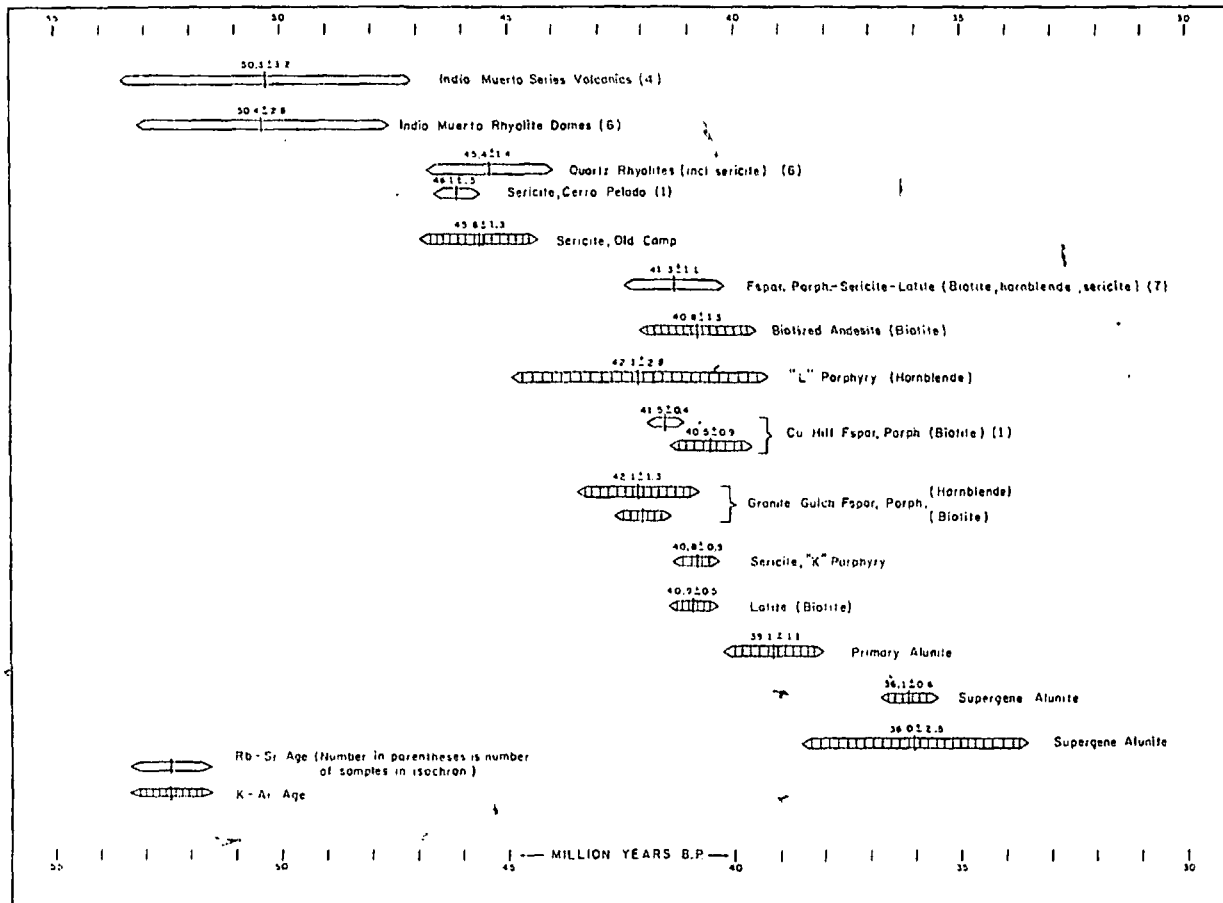 55 50 45 40 35 30
50.3±3.2
Indio Muerto Series Volcanics (4)
50.4±2.8
Indio Muerto Rhyolite Domes (6)
45.4±1.4
Quartz Rhyolites (incl sericite) (6)
46.1±.5
Sericite, Cerro Pelado (1)
45.6±1.3
Sericite, Old Camp
41.3±1.1
Fspar. Porph.-Sericite-Latite (Biotite, hornblende, sericite) (7)
40.8±1.3
Biotized Andesite (Biotite)
42.1±2.8
"L" Porphyry (Hornblende)
41.5±0.4
40.5±0.9
Cu Hill Fspar. Porph (Biotite) (1)
42.1±1.3
Granite Gulch Fspar. Porph. (Hornblende)
(Biotite)
40.8±0.5
Sericite, "K" Porphyry
40.9±0.5
Latite (Biotite)
39.1±1.1
Primary Alunite
36.1±0.6
Supergene Alunite
36.0±2.5
Supergene Alunite
Rb-Sr Age (Number in parentheses is number
of samples in isochron)
K-Ar Age
55 50 45 MILLION YEARS B.P. 40 35 30